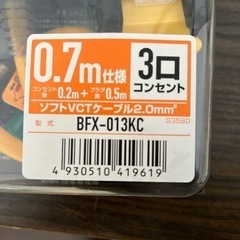 0.7m仕様
コンセント側0.2m+プラグ側0.5m
3口
コンセント
ソフトVCTケーブル2.0mm²
G3580
型式 BFX-013KC
4 930510 419619